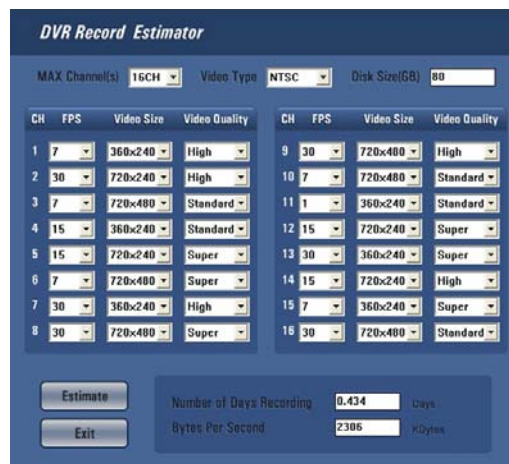 DVR Record Estimator
MAX Channel(s) 16CH Video Type NTSC Disk Size(GB) 80
CH FPS Video Size Video Quality
1 7 360x240 High
2 30 720x240 High
3 7 720x480 Standard
4 15 360x240 Standard
5 15 720x240 Super
6 7 720x480 Super
7 30 360x240 High
8 30 720x480 Super
CH FPS Video Size Video Quality
9 30 720x480 High
10 7 720x480 Standard
11 1 360x240 Standard
12 15 720x240 Super
13 30 360x240 Super
14 15 720x240 High
15 7 360x240 Super
16 30 720x480 Standard
Estimate
Exit
Number of Days Recording 0.434 Days
Bytes Per Second 2306 KBytes